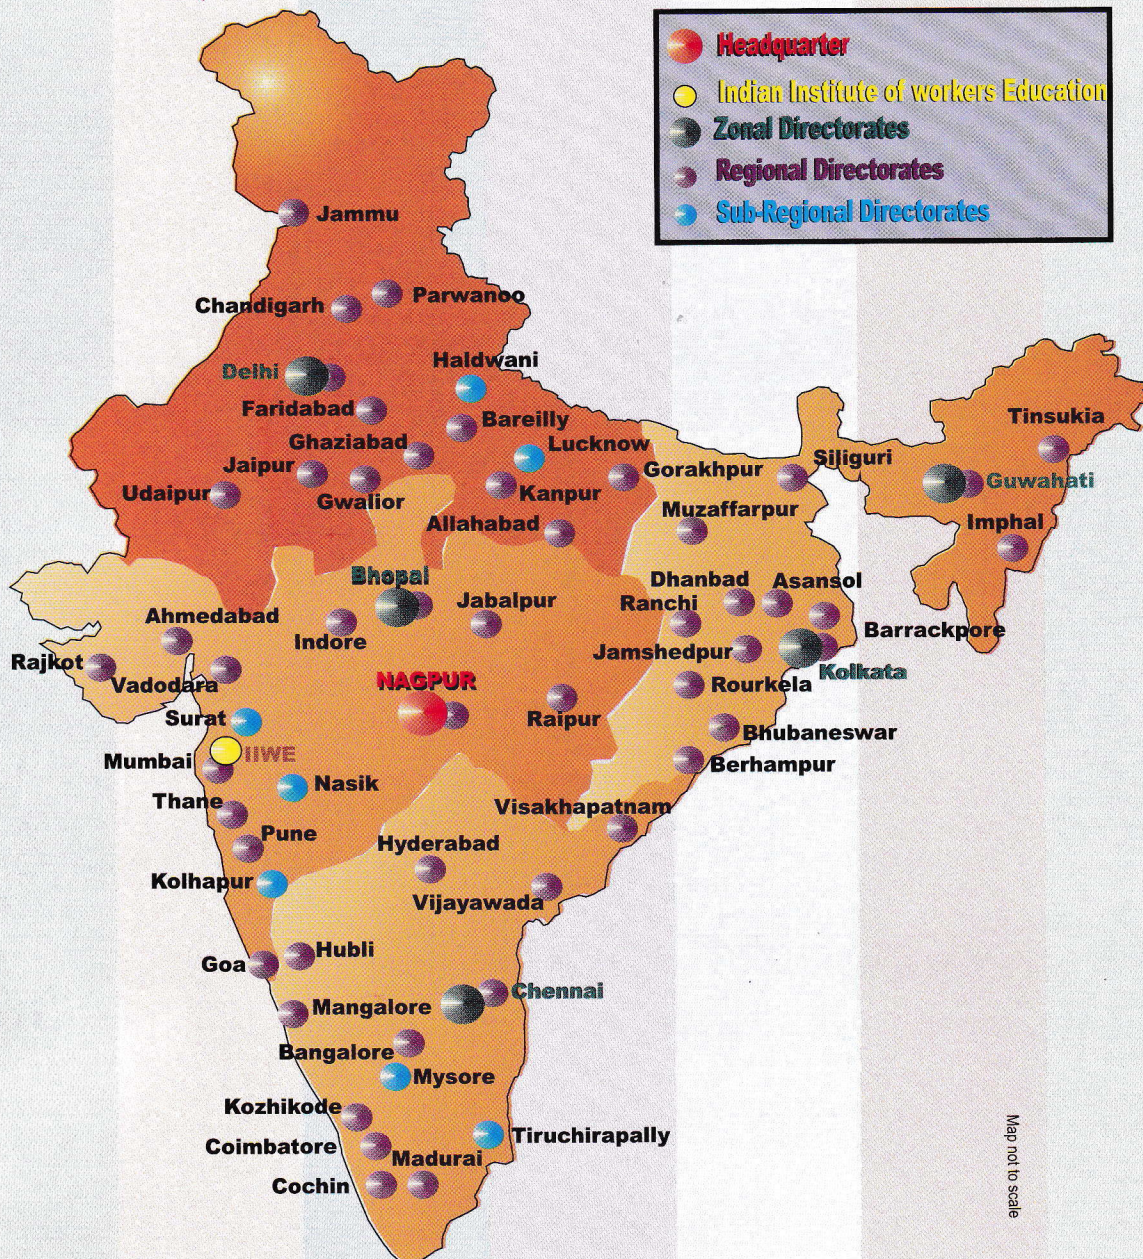 Headquarter
Indian Institute of workers Education
Zonal Directorates
Regional Directorates
Sub-Regional Directorates
Jammu
Chandigarh
Parwanoo
Delhi
Haldwani
Faridabad
Bareilly
Ghaziabad
Lucknow
Jaipur
Gorakhpur
Siliguri
Tinsukia
Udaipur
Gwalior
Kanpur
Guwahati
Allahabad
Muzaffarpur
Imphal
Bhopal
Dhanbad
Asansol
Ahmedabad
Indore
Jabalpur
Ranchi
Barrackpore
Rajkot
Jamshedpur
Kolkata
Vadodara
NAGPUR
Rourkela
Surat
Raipur
Bhubaneswar
Mumbai
IIWE
Berhampur
Nasik
Thane
Visakhapatnam
Pune
Hyderabad
Kolhapur
Vijayawada
Hubli
Goa
Chennai
Mangalore
Bangalore
Mysore
Kozhikode
Coimbatore
Tiruchirapally
Madurai
Cochin
Map not to scale